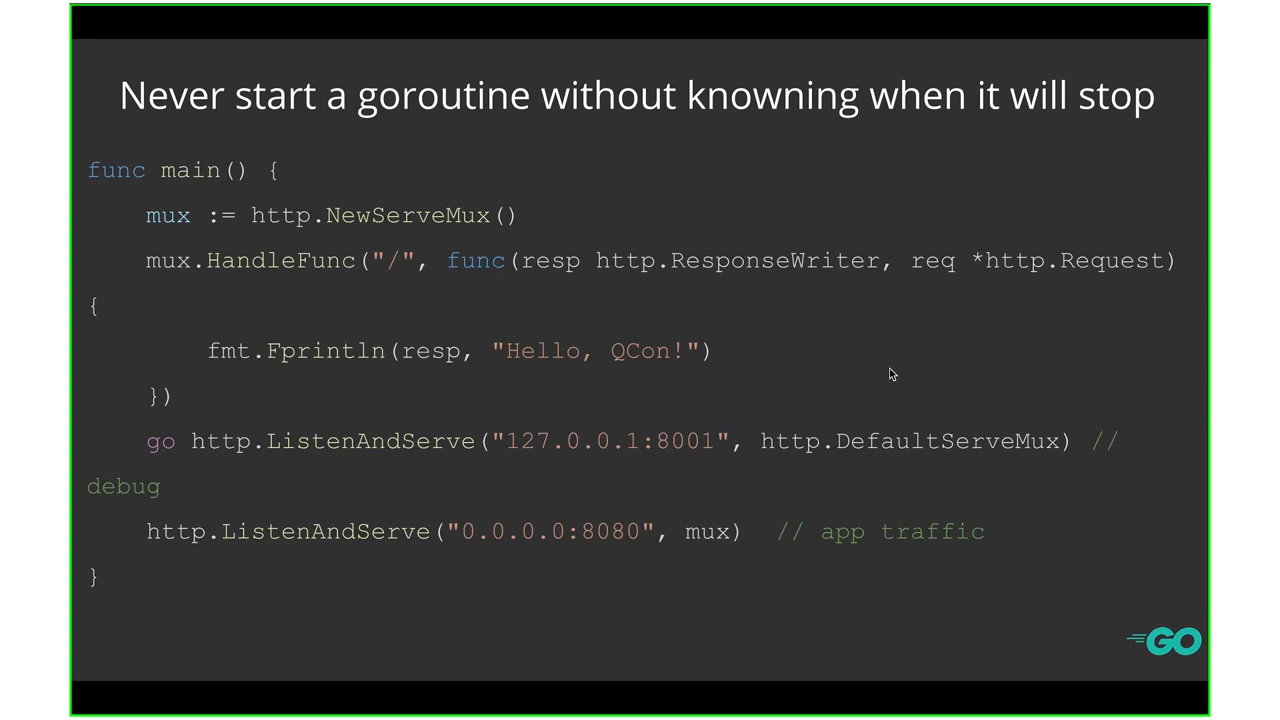 Never start a goroutine without knowning when it will stop
func main() {
    mux := http.NewServeMux()
    mux.HandleFunc("/", func(resp http.ResponseWriter, req *http.Request)
{
        fmt.Fprintln(resp, "Hello, QCon!")
    })
    go http.ListenAndServe("127.0.0.1:8001", http.DefaultServeMux) //
debug
    http.ListenAndServe("0.0.0.0:8080", mux)  // app traffic
}
GO